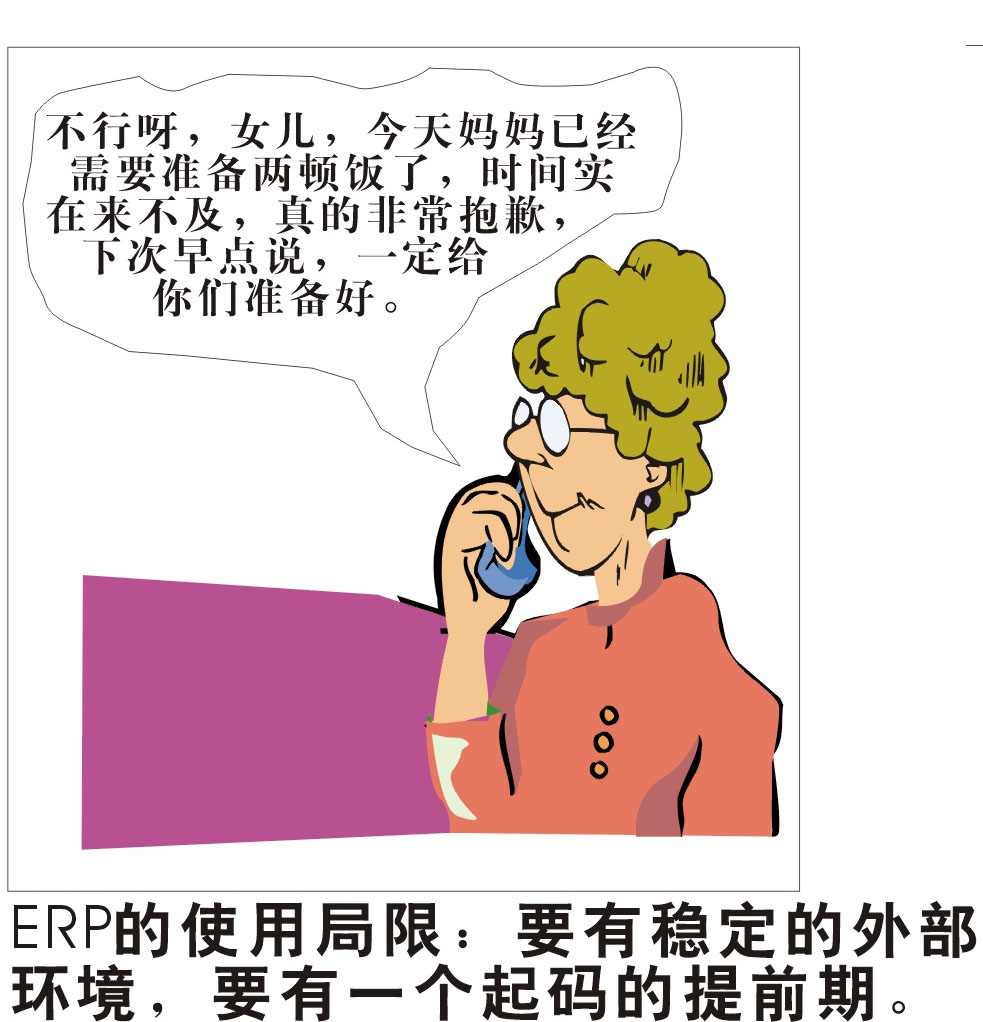 不行呀，女儿，今天妈妈已经
需要准备两顿饭了，时间实
在来不及，真的非常抱歉，
下次早点说，一定给
你们准备好。
ERP的使用局限：要有稳定的外部
环境，要有一个起码的提前期。